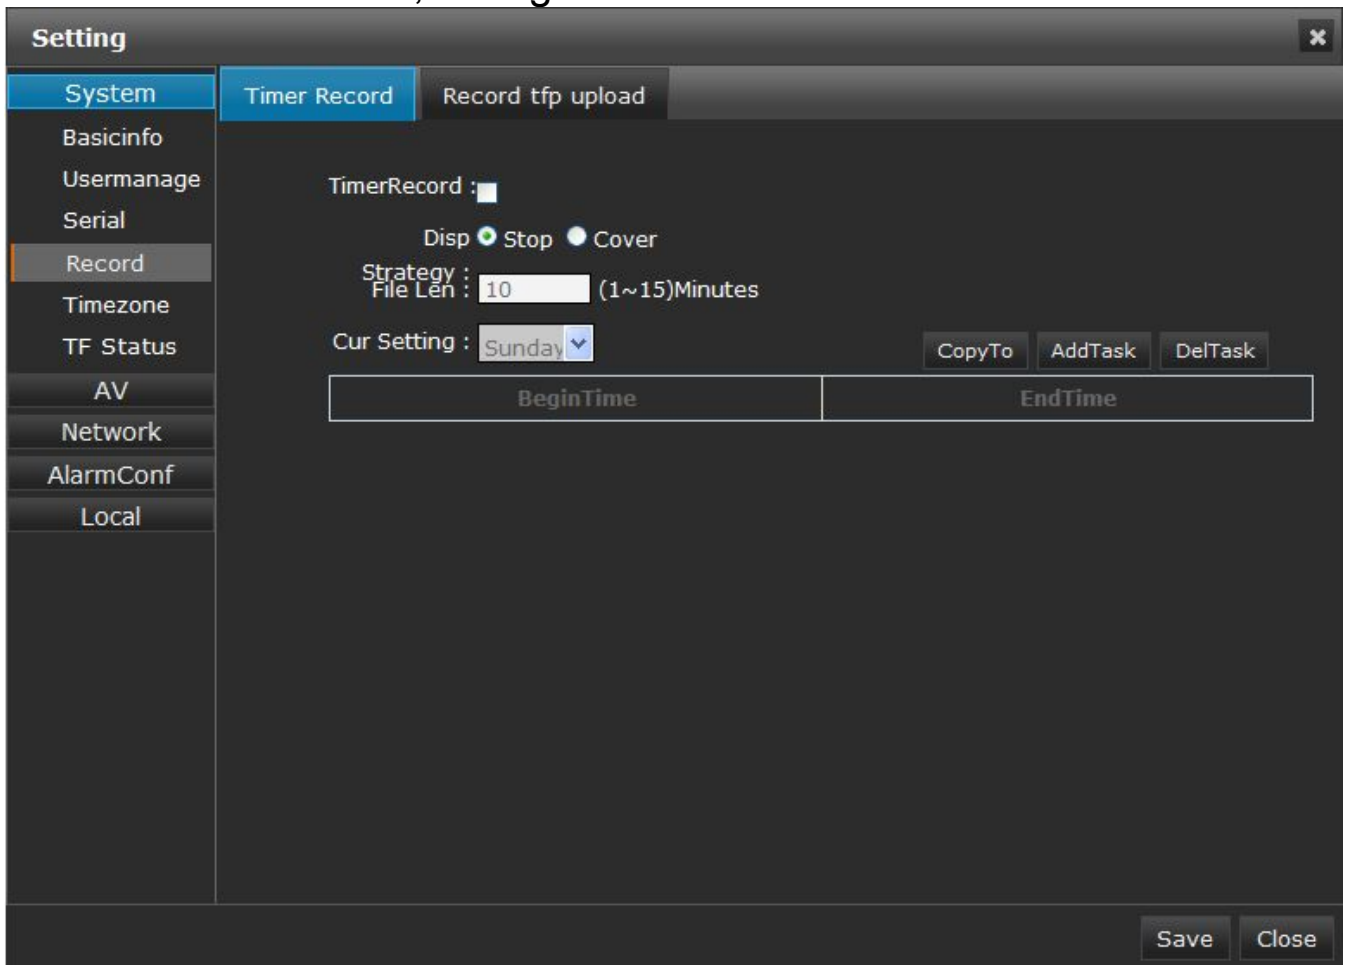 Setting
System
Timer Record
Record tfp upload
Basicinfo
Usermanage
Serial
Record
Timezone
TF Status
AV
Network
AlarmConf
Local
TimerRecord :
Disp Stop Cover
Strategy :
File Len : 10 (1~15)Minutes
Cur Setting : Sunday
CopyTo AddTask DelTask
BeginTime EndTime
Save Close